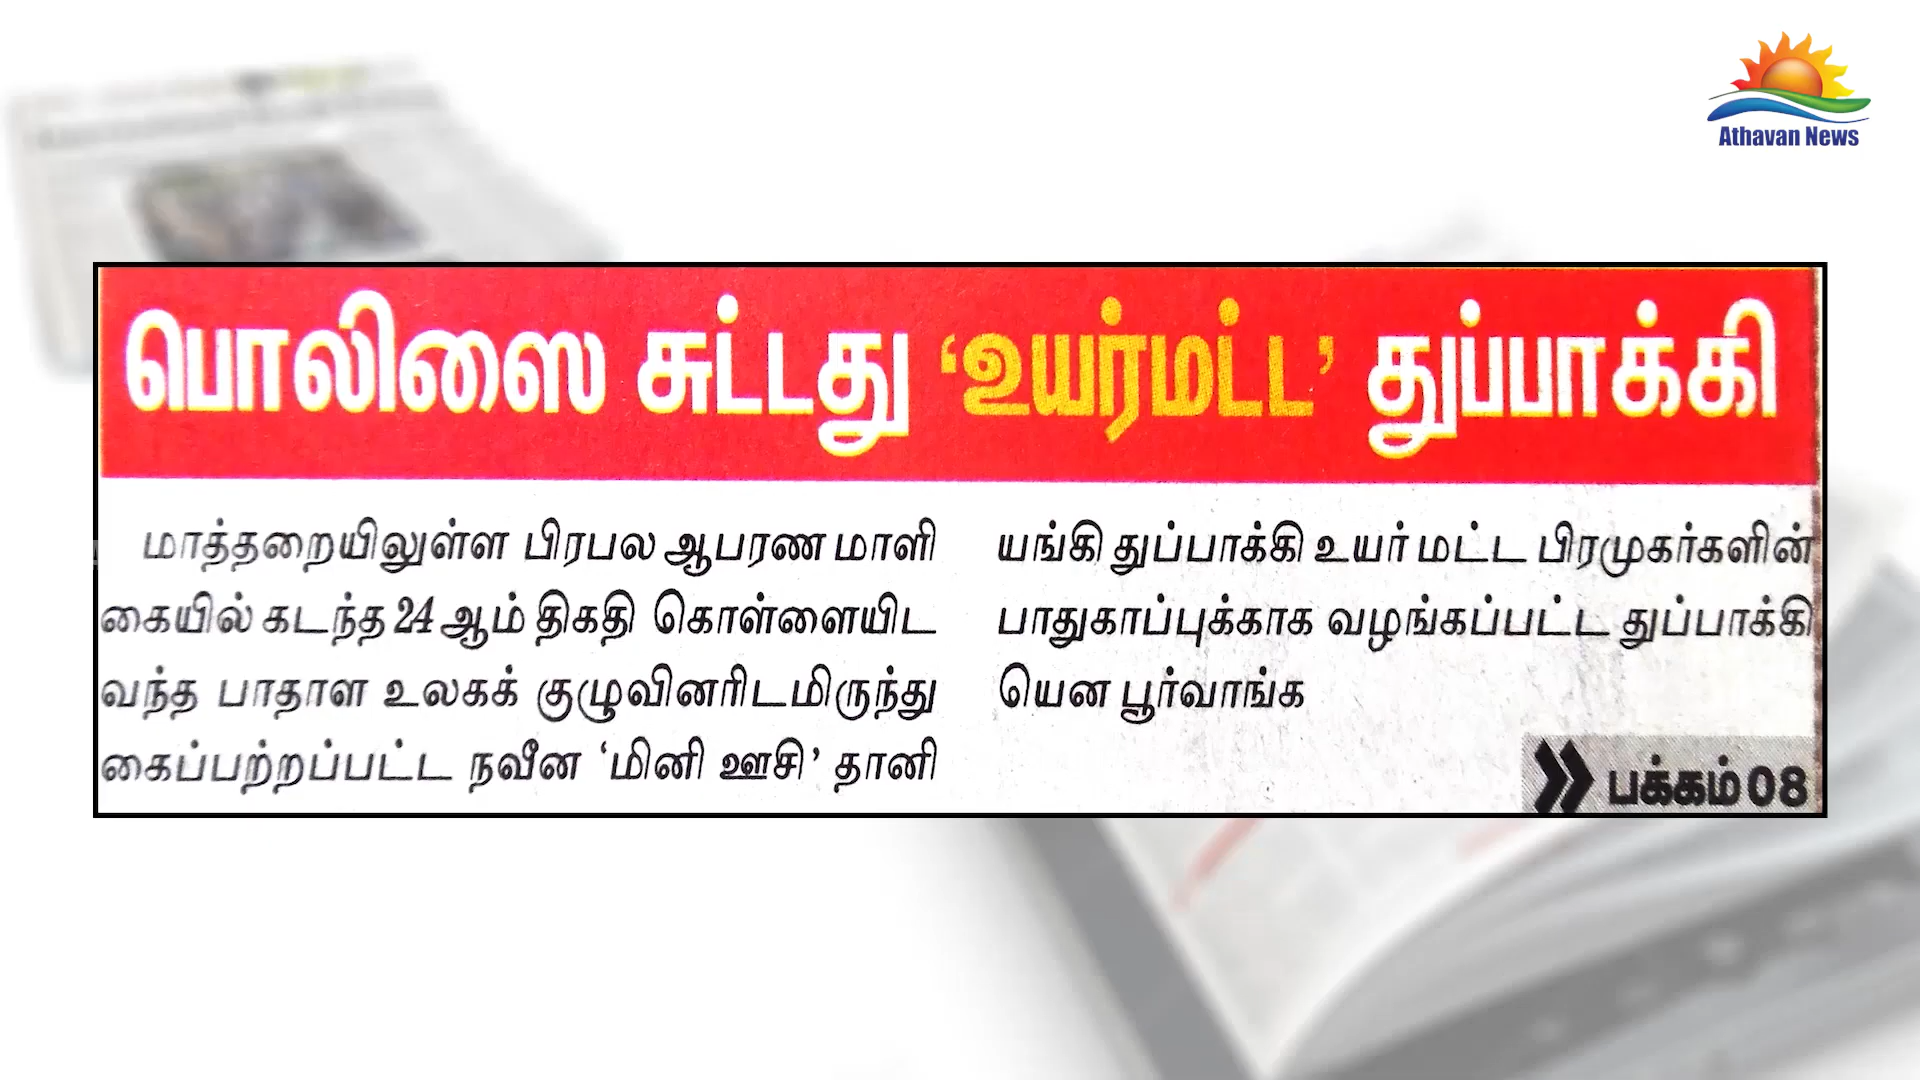 Athavan News
பொலிஸை சுட்டது ‘உயர்மட்ட’ துப்பாக்கி
மாத்தறையிலுள்ள பிரபல ஆபரண மாளி
கையில் கடந்த 24 ஆம் திகதி கொள்ளையிட
வந்த பாதாள உலகக் குழுவினரிடமிருந்து
கைப்பற்றப்பட்ட நவீன ‘மினி ஊசி’ தானி
யங்கி துப்பாக்கி உயர் மட்ட பிரமுகர்களின்
பாதுகாப்புக்காக வழங்கப்பட்ட துப்பாக்கி
யென பூர்வாங்க
பக்கம் 08